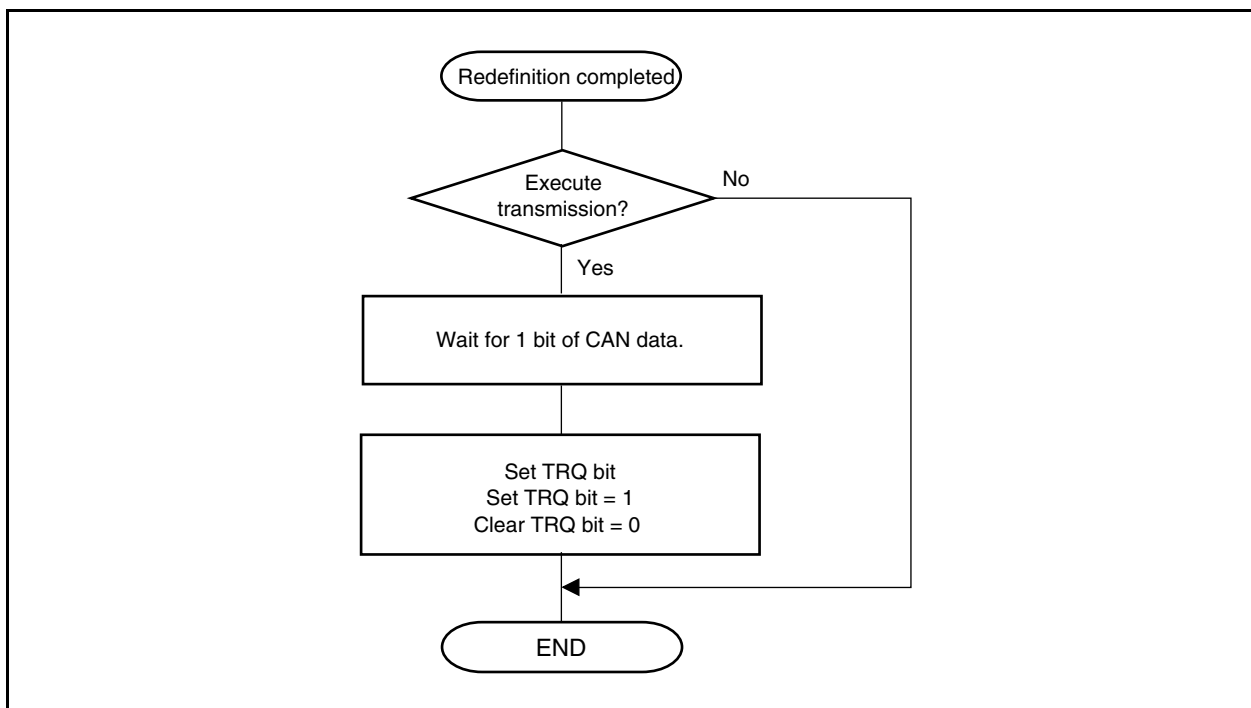 Redefinition completed
Execute
transmission?
No
Yes
Wait for 1 bit of CAN data.
Set TRQ bit
Set TRQ bit = 1
Clear TRQ bit = 0
END